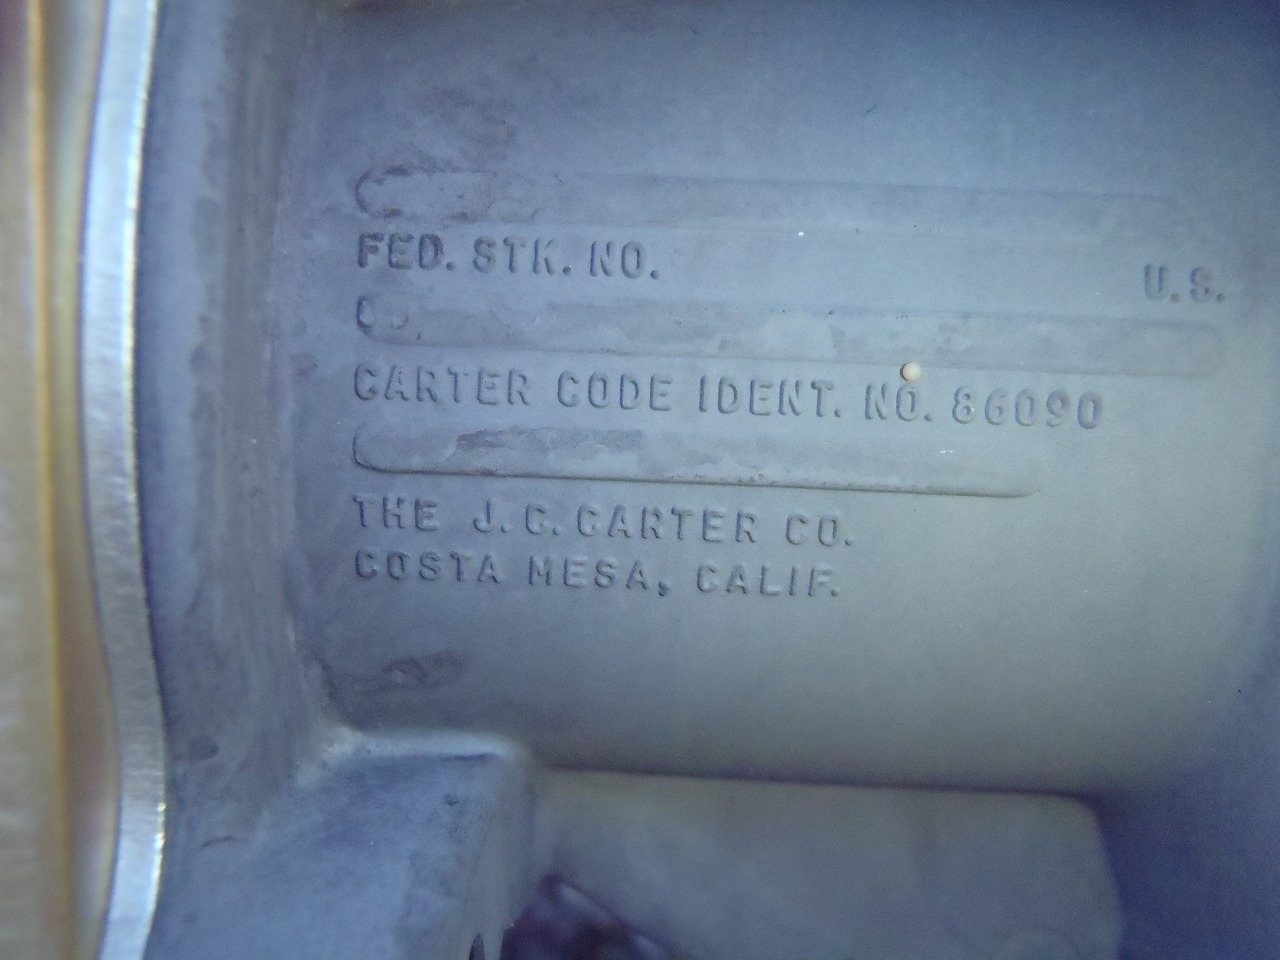 FED. STK. NO. U.S.
CARTER CODE IDENT. NO. 86090
THE J.C. CARTER CO.
COSTA MESA, CALIF.